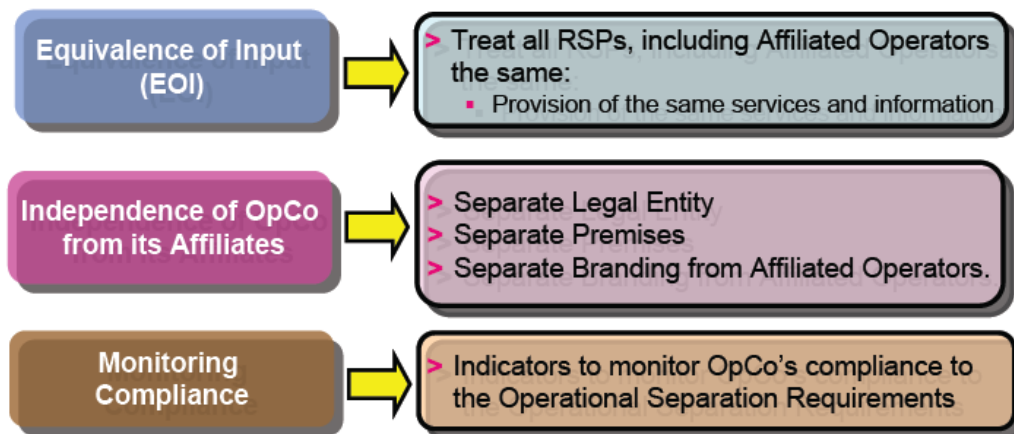 Equivalence of Input
(EOI)
> Treat all RSPs, including Affiliated Operators
the same:
▪ Provision of the same services and information
Independence of OpCo
from its Affiliates
> Separate Legal Entity
> Separate Premises
> Separate Branding from Affiliated Operators.
Monitoring
Compliance
> Indicators to monitor OpCo's compliance to
the Operational Separation Requirements